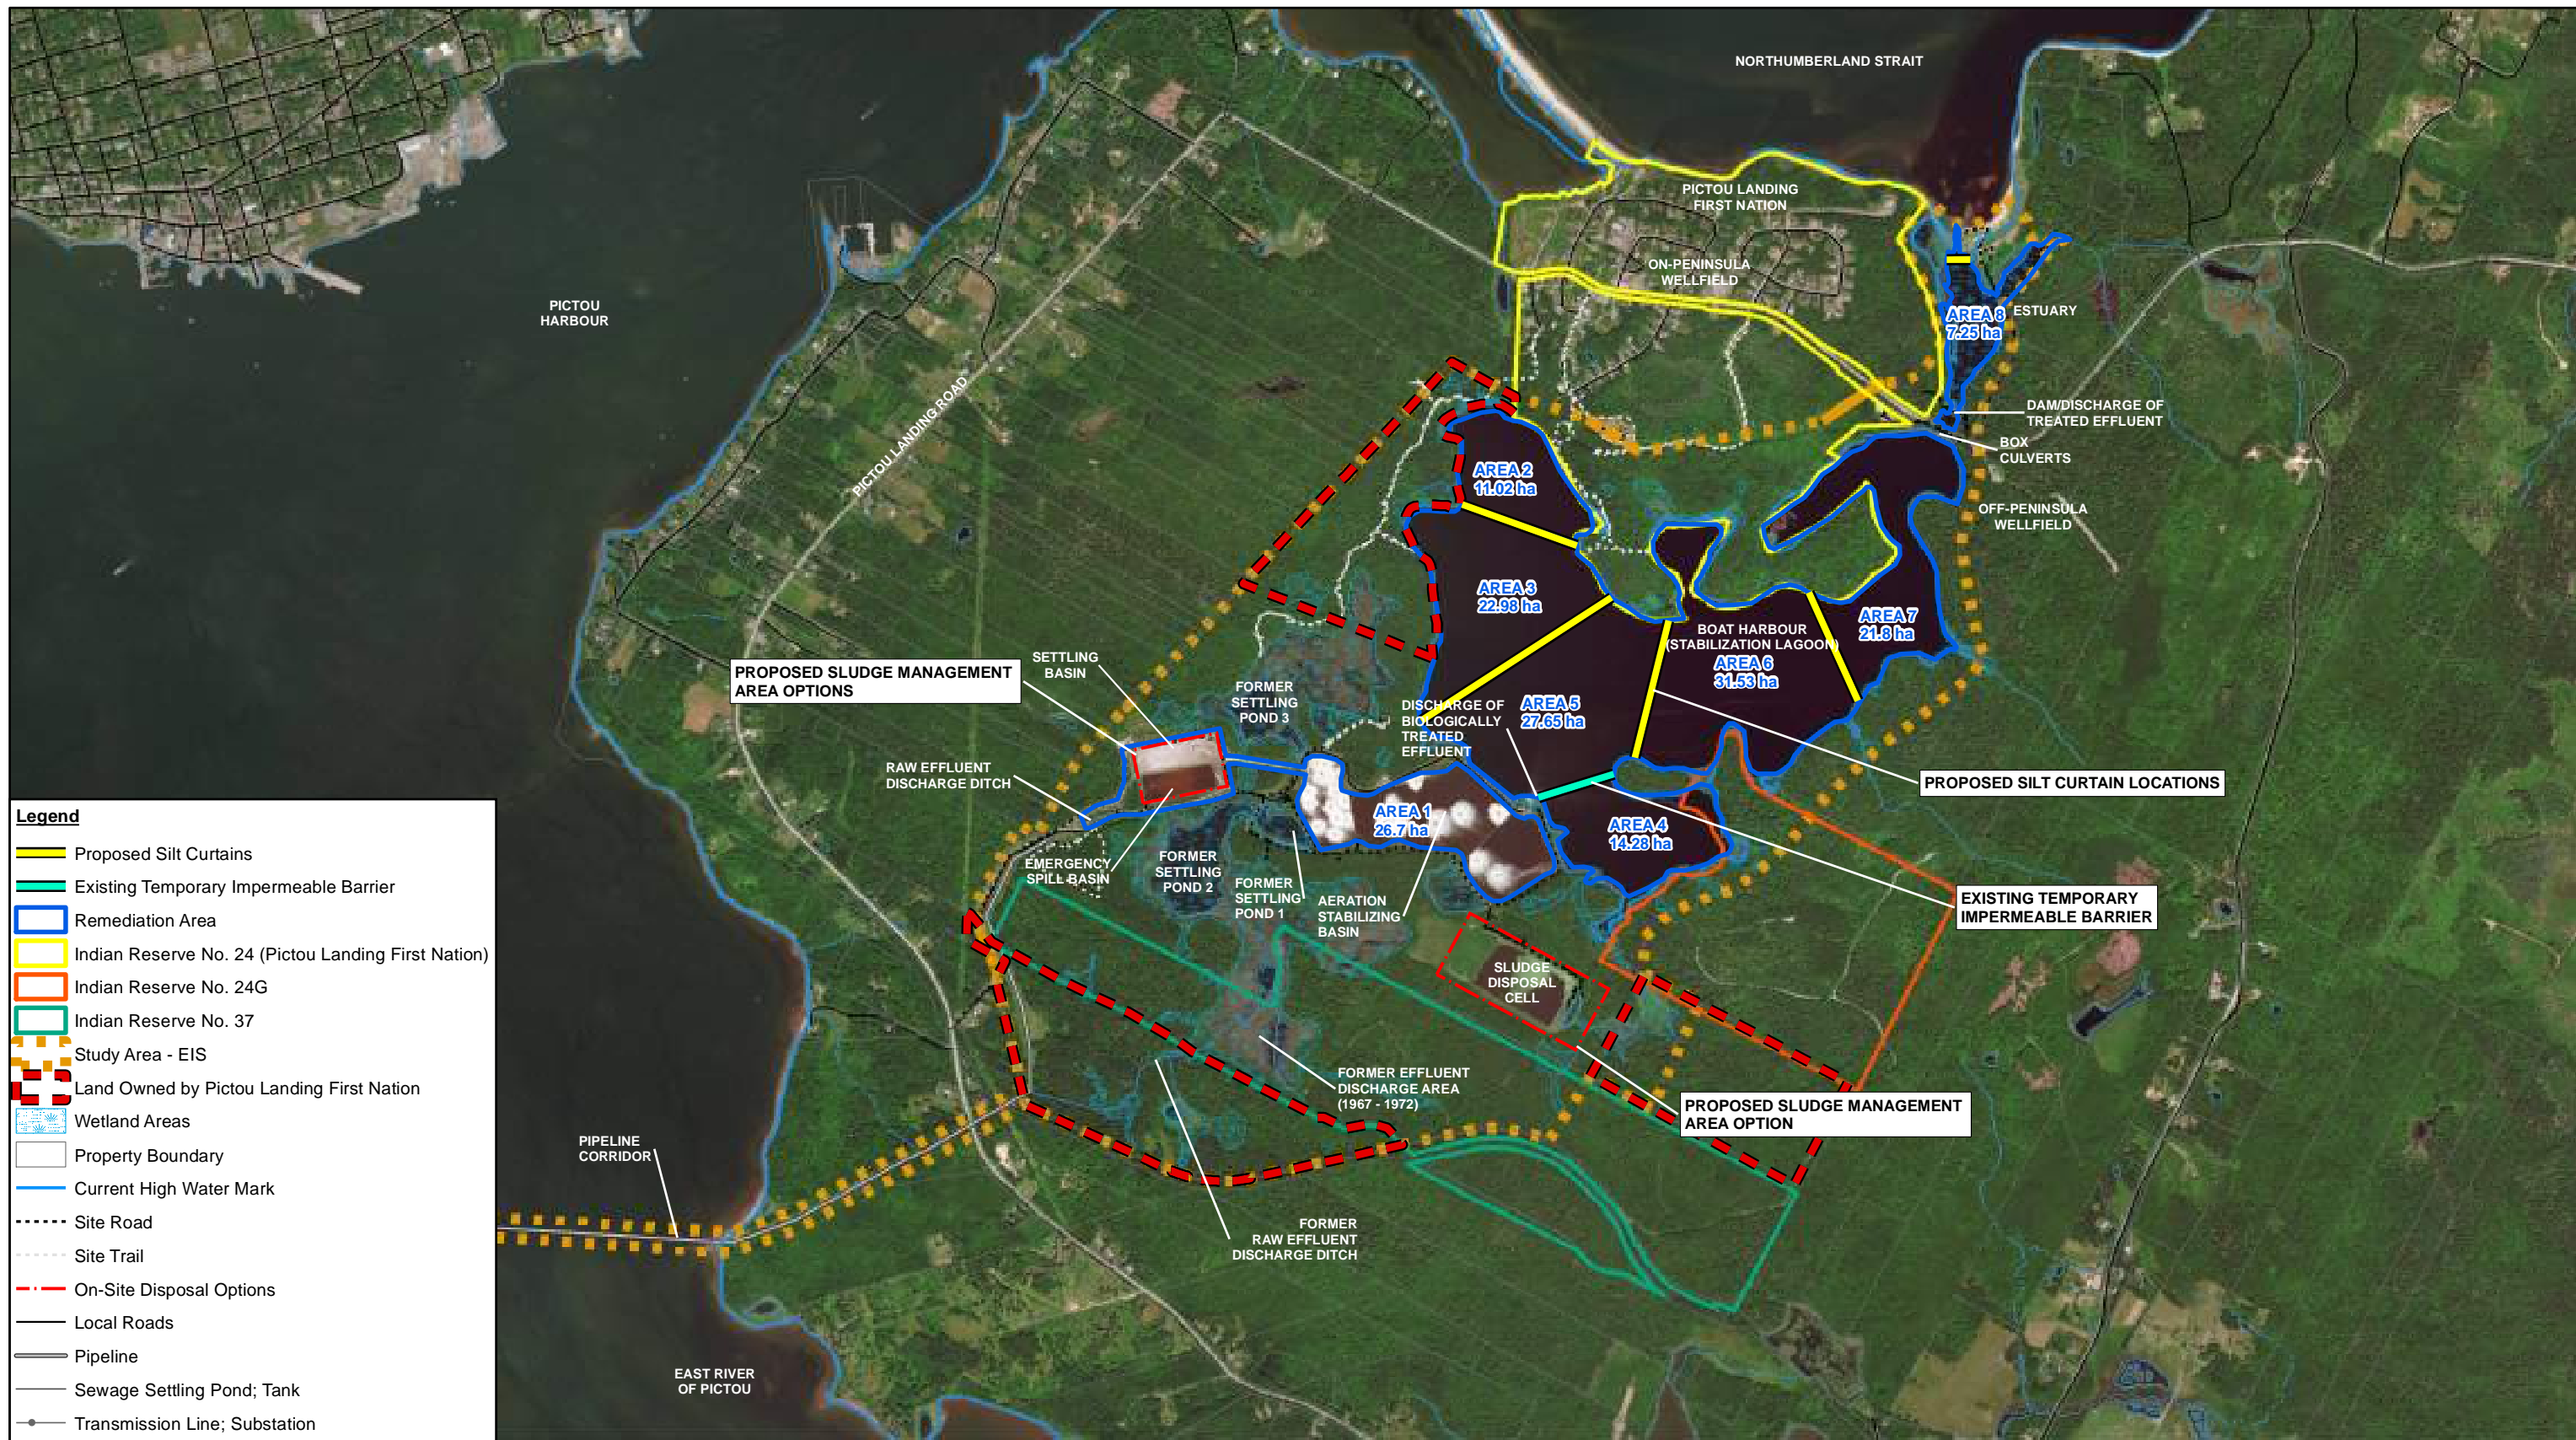 NORTHUMBERLAND STRAIT
PICTOU LANDING
FIRST NATION
ON-PENINSULA
WELLFIELD
PICTOU
HARBOUR
AREA 8
7.25 ha
ESTUARY
PICTOU LANDING ROAD
DAM/DISCHARGE OF
TREATED EFFLUENT
BOX
CULVERTS
AREA 2
11.02 ha
OFF-PENINSULA
WELLFIELD
AREA 3
22.98 ha
AREA 7
21.8 ha
BOAT HARBOUR
(STABILIZATION LAGOON)
AREA 6
31.53 ha
SETTLING
BASIN
PROPOSED SLUDGE MANAGEMENT
AREA OPTIONS
FORMER
SETTLING
POND 3
DISCHARGE OF
BIOLOGICALLY
TREATED
EFFLUENT
AREA 5
27.65 ha
RAW EFFLUENT
DISCHARGE DITCH
PROPOSED SILT CURTAIN LOCATIONS
AREA 1
26.7 ha
AREA 4
14.28 ha
EMERGENCY
SPILL BASIN
FORMER
SETTLING
POND 2
FORMER
SETTLING
POND 1
AERATION
STABILIZING
BASIN
EXISTING TEMPORARY
IMPERMEABLE BARRIER
SLUDGE
DISPOSAL
CELL
FORMER EFFLUENT
DISCHARGE AREA
(1967 - 1972)
PROPOSED SLUDGE MANAGEMENT
AREA OPTION
PIPELINE
CORRIDOR
FORMER
RAW EFFLUENT
DISCHARGE DITCH
EAST RIVER
OF PICTOU
Legend
Proposed Silt Curtains
Existing Temporary Impermeable Barrier
Remediation Area
Indian Reserve No. 24 (Pictou Landing First Nation)
Indian Reserve No. 24G
Indian Reserve No. 37
Study Area - EIS
Land Owned by Pictou Landing First Nation
Wetland Areas
Property Boundary
Current High Water Mark
Site Road
Site Trail
On-Site Disposal Options
Local Roads
Pipeline
Sewage Settling Pond; Tank
Transmission Line; Substation